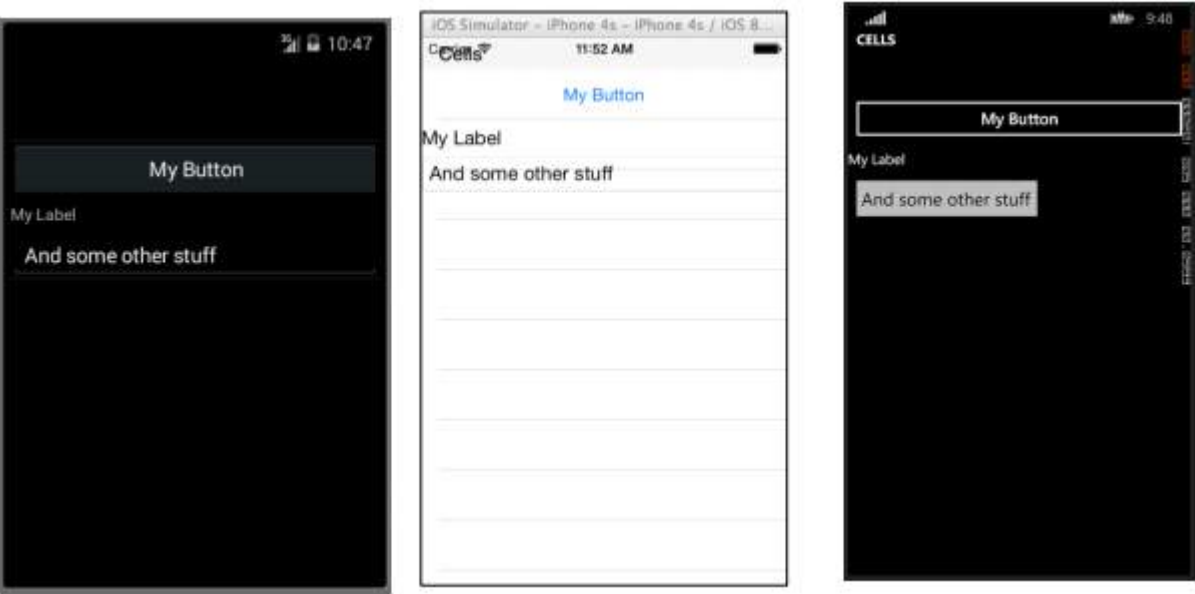 3G 10:47
My Button
My Label
And some other stuff
iOS Simulator - iPhone 4s - iPhone 4s / iOS 8...
Cells
11:52 AM
My Button
My Label
And some other stuff
9:48
CELLS
My Button
My Label
And some other stuff